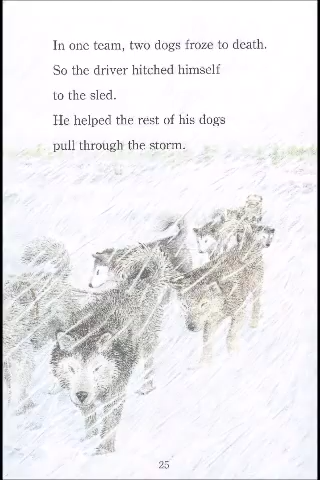 In one team, two dogs froze to death.
So the driver hitched himself
to the sled.
He helped the rest of his dogs
pull through the storm.
25